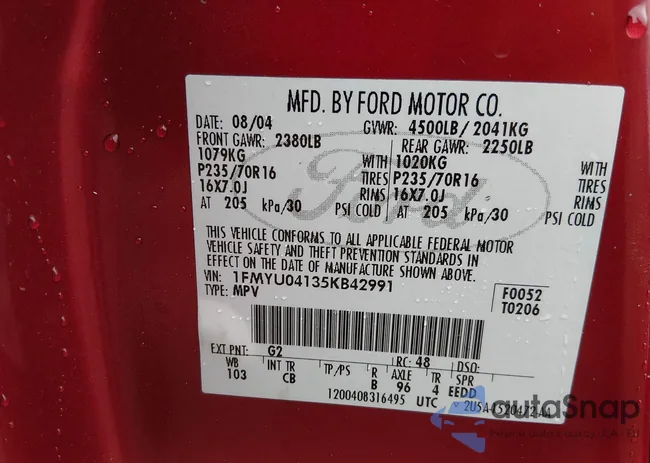 MFD. BY FORD MOTOR CO.
DATE: 08/04 GVWR: 4500LB/ 2041KG
FRONT GAWR: 2380LB REAR GAWR: 2250LB
1079KG WITH 1020KG WITH
P235/70R16 TIRES P235/70R16 TIRES
16X7.0J RIMS 16X7.0J RIMS
AT 205 kPa/30 PSI COLD AT 205 kPa/30 PSI COLD
Ford
THIS VEHICLE CONFORMS TO ALL APPLICABLE FEDERAL MOTOR
VEHICLE SAFETY AND THEFT PREVENTION STANDARDS
IN EFFECT ON THE DATE OF MANUFACTURE SHOWN ABOVE.
VIN: 1FMYU04135KB42991
TYPE: MPV
F0052
T0206
EXT PNT: G2 RC: 48 DSO:
WB INT TR TP/PS R AXLE TR SPR
103 CB B 96 4 EEDD
1200408316495 UTC
autoSnap